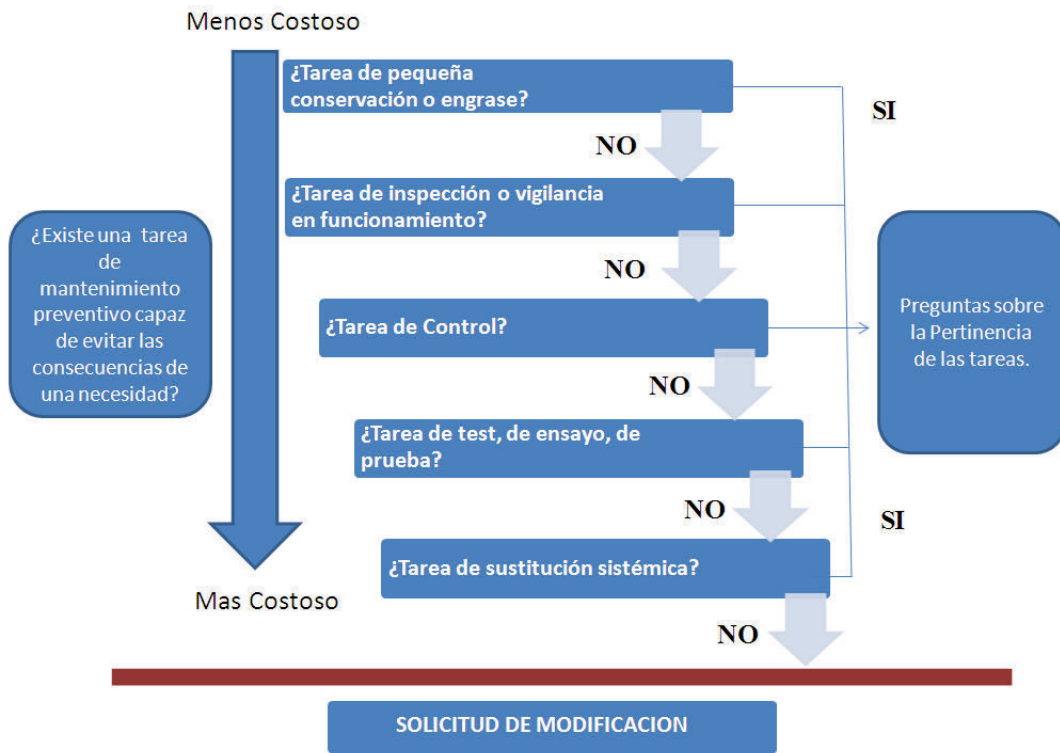 Menos Costoso
¿Tarea de pequeña
conservación o engrase?
SI
NO
¿Tarea de inspección o vigilancia
en funcionamiento?
¿Existe una tarea
de
mantenimiento
preventivo capaz
de evitar las
consecuencias de
una necesidad?
NO
¿Tarea de Control?
Preguntas sobre
la Pertinencia
de las tareas.
NO
¿Tarea de test, de ensayo, de
prueba?
NO
SI
¿Tarea de sustitución sistémica?
Mas Costoso
NO
SOLICITUD DE MODIFICACION